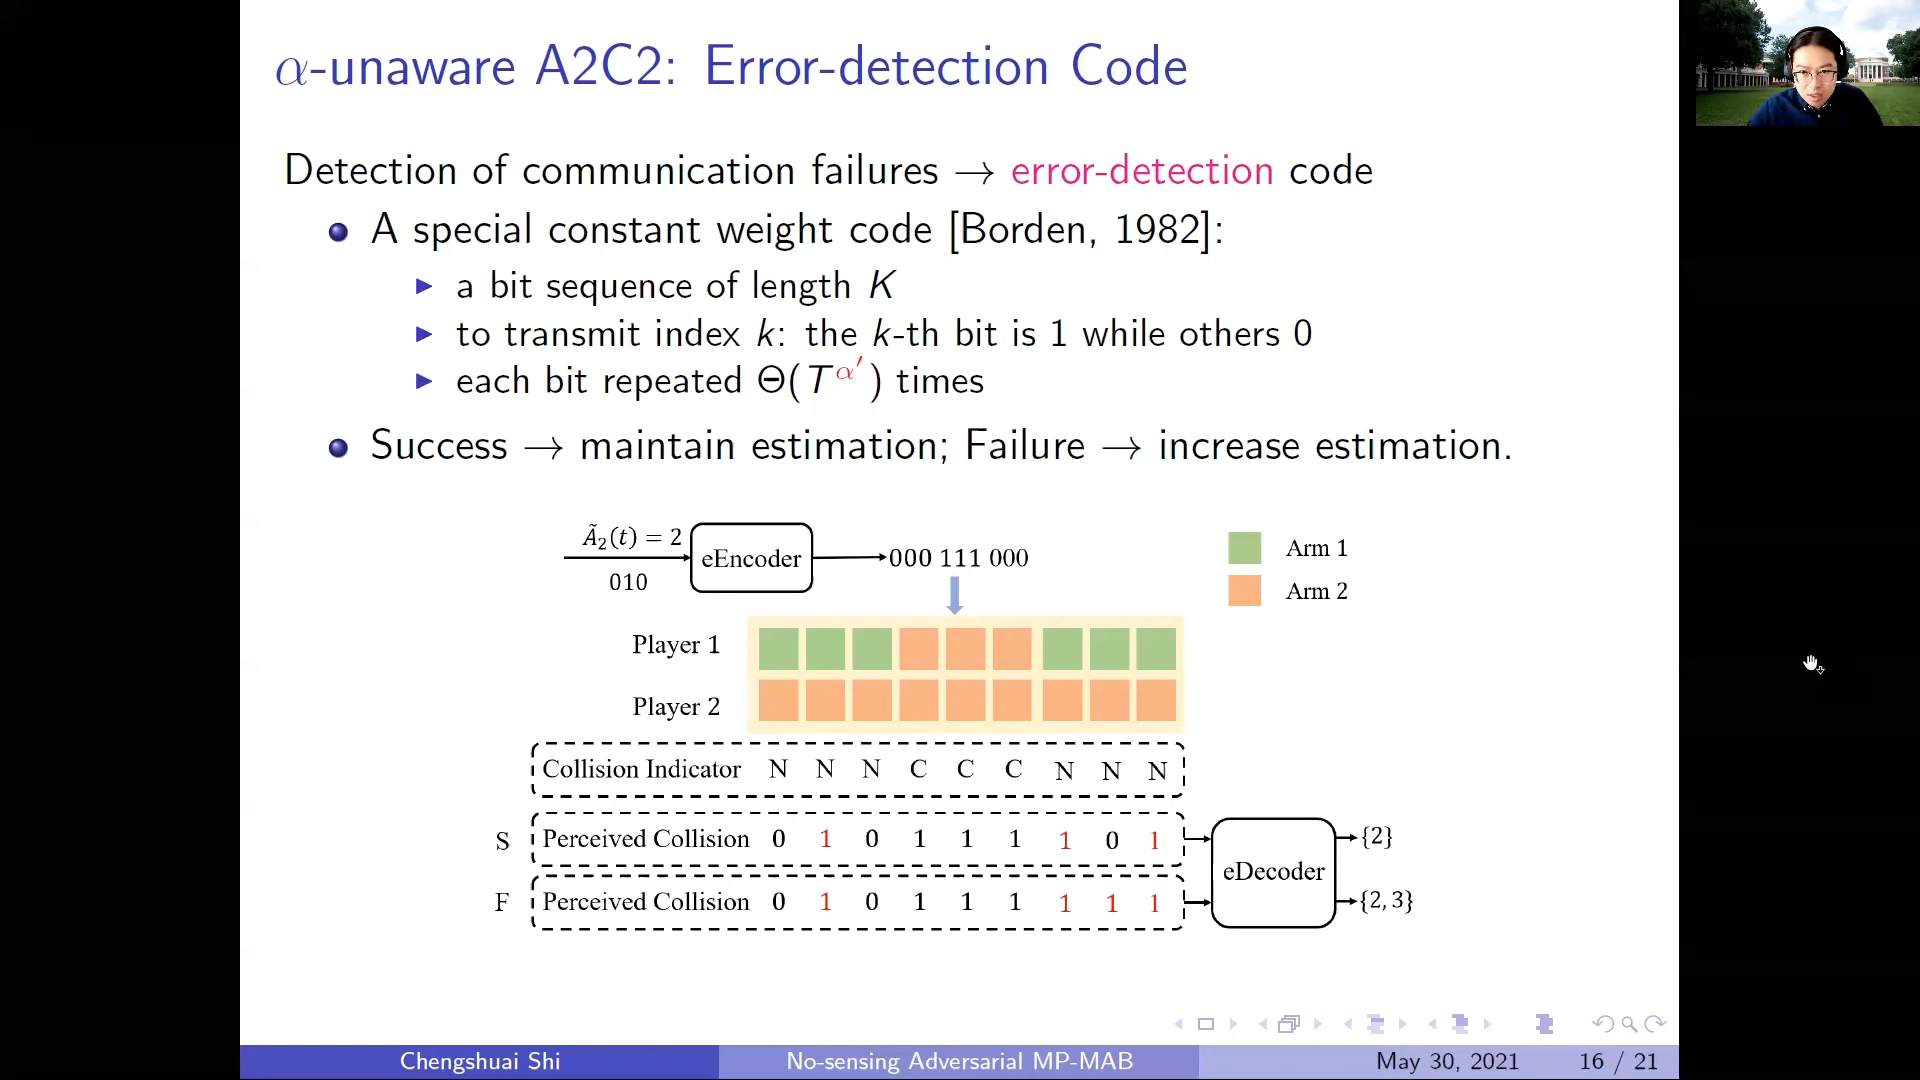 α-unaware A2C2: Error-detection Code
Detection of communication failures → error-detection code
A special constant weight code [Borden, 1982]:
a bit sequence of length K
to transmit index k: the k-th bit is 1 while others 0
each bit repeated Θ(T^α′) times
Success → maintain estimation; Failure → increase estimation.
Ã₂(t) = 2
010
eEncoder
000 111 000
Arm 1
Arm 2
Player 1
Player 2
Collision Indicator N N N C C C N N N
S Perceived Collision 0 1 0 1 1 1 1 0 1
F Perceived Collision 0 1 0 1 1 1 1 1 1
eDecoder
{2}
{2, 3}
Chengshuai Shi
No-sensing Adversarial MP-MAB
May 30, 2021
16 / 21